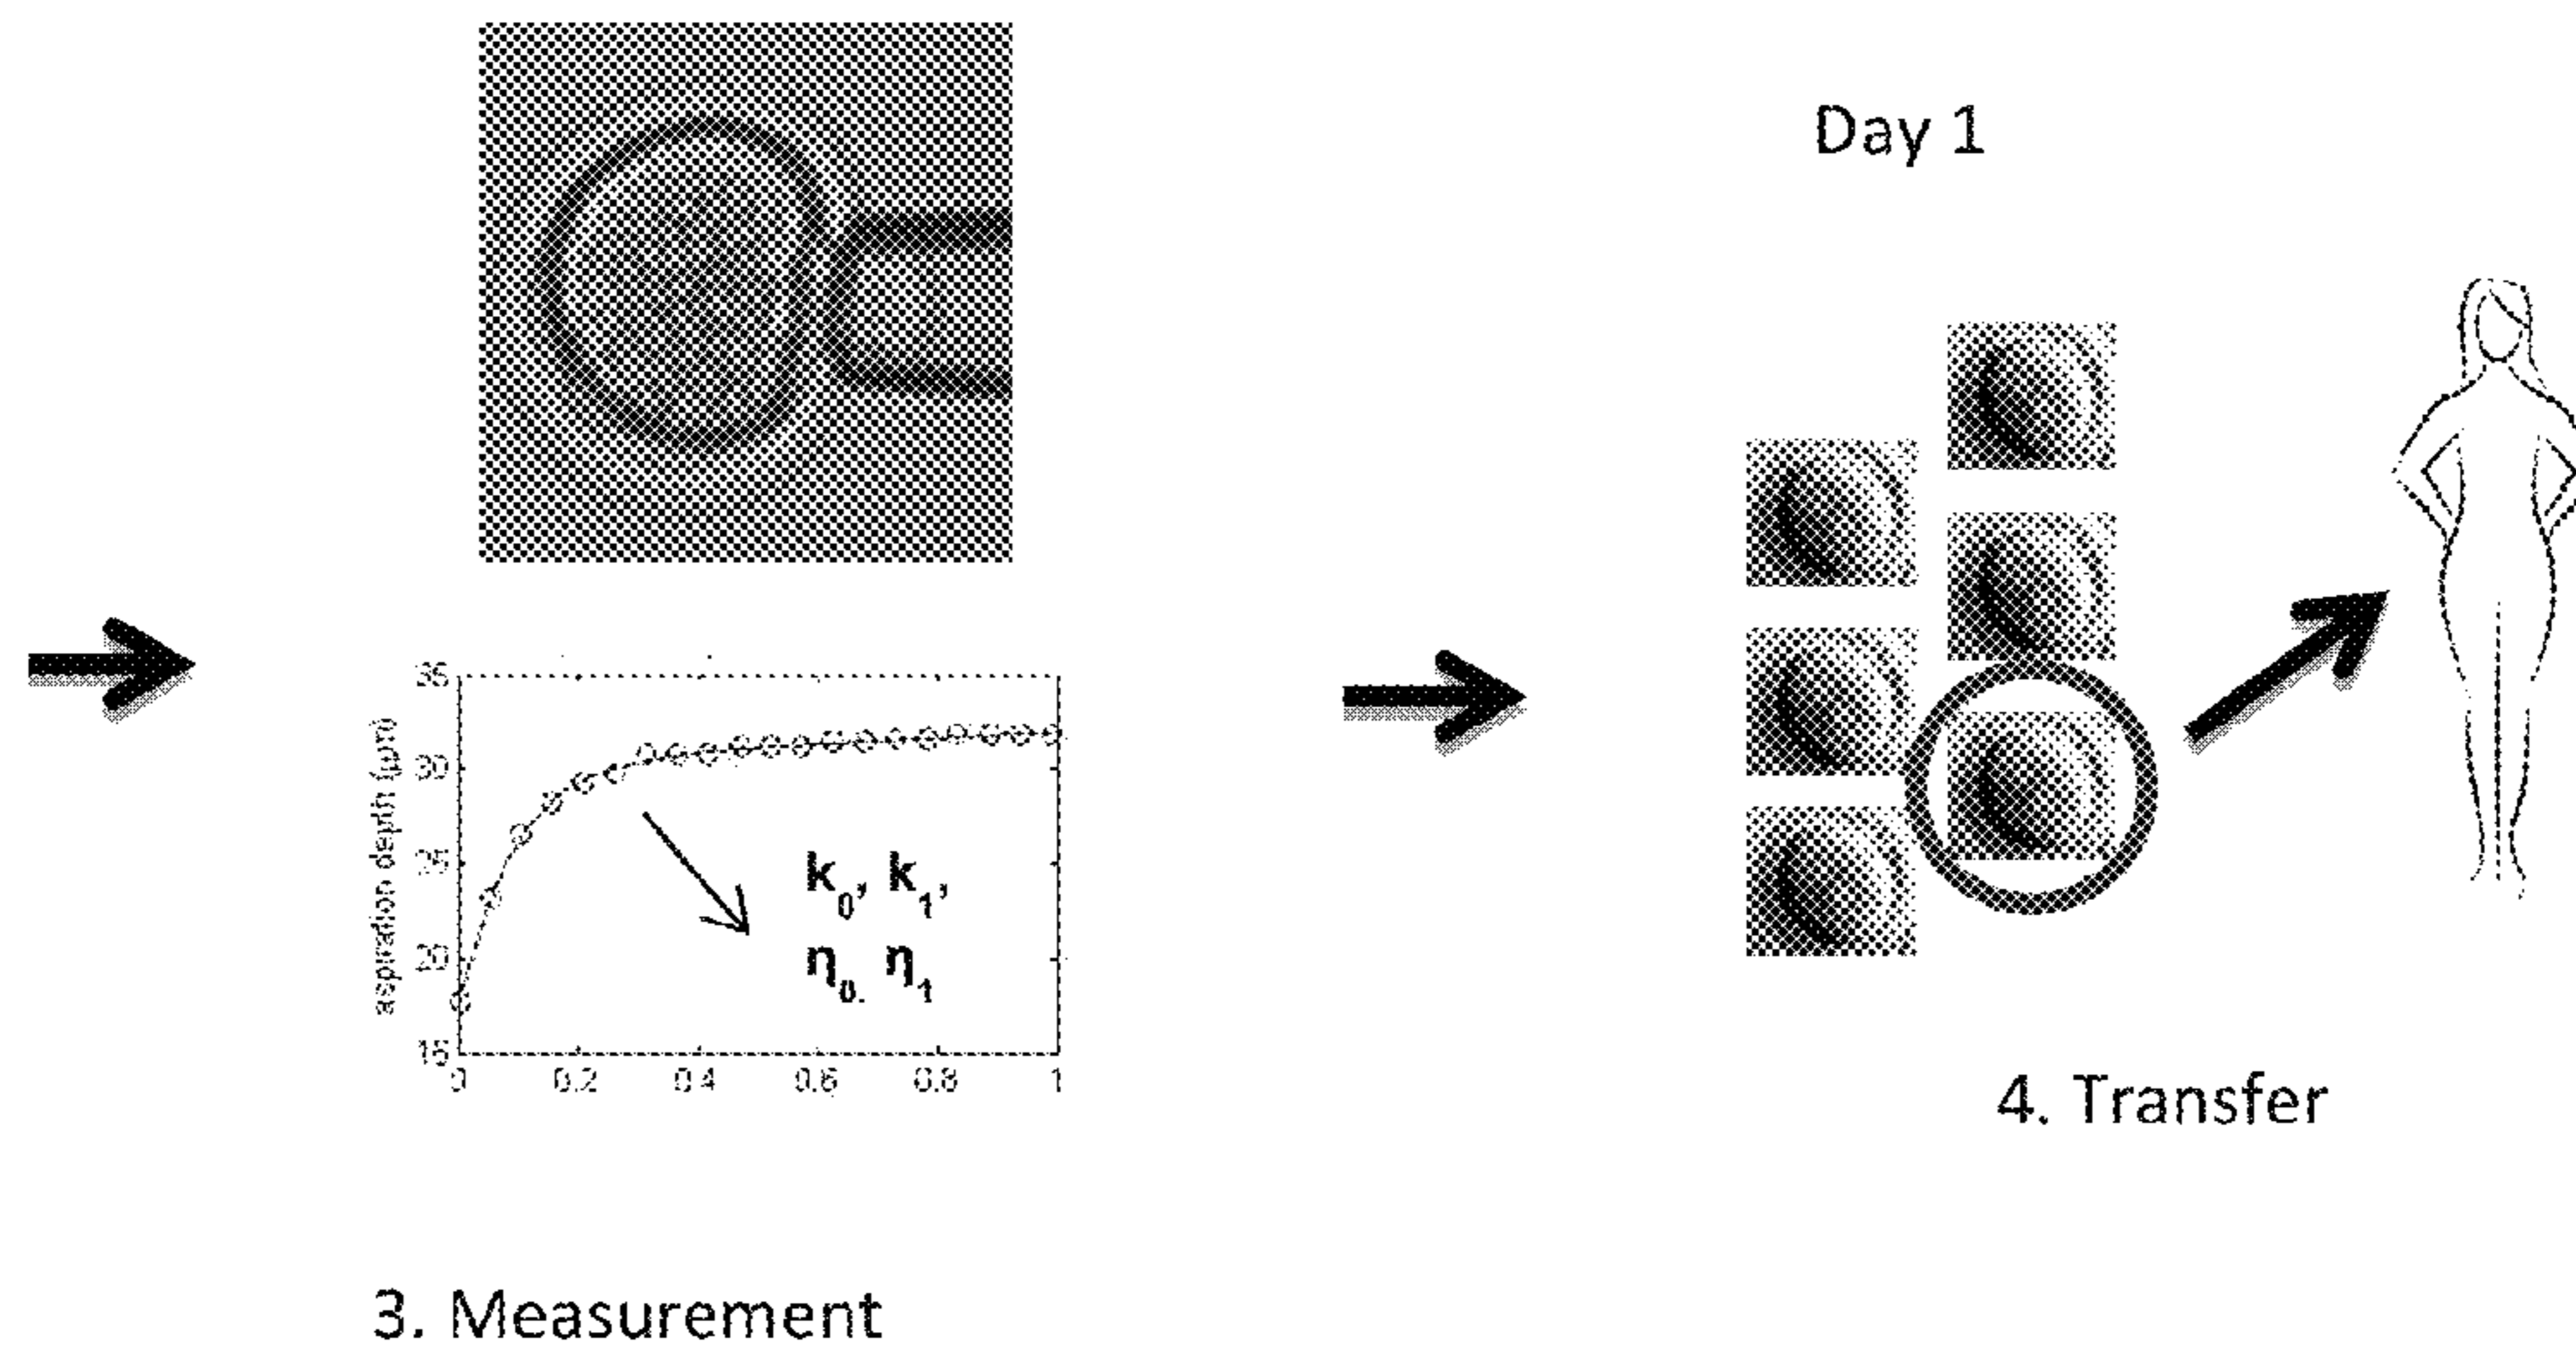 Day 1
35
30
25
20
15
aspiration depth (μm)
0 0.2 0.4 0.6 0.8 1
k₀, k₁,
η₀. η₁
4. Transfer
3. Measurement